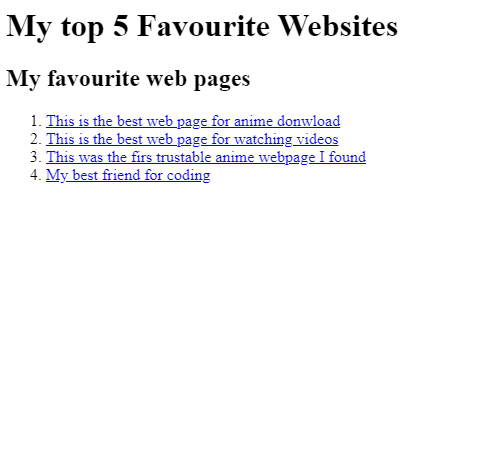 My top 5 Favourite Websites
My favourite web pages
1. This is the best web page for anime donwload
2. This is the best web page for watching videos
3. This was the firs trustable anime webpage I found
4. My best friend for coding